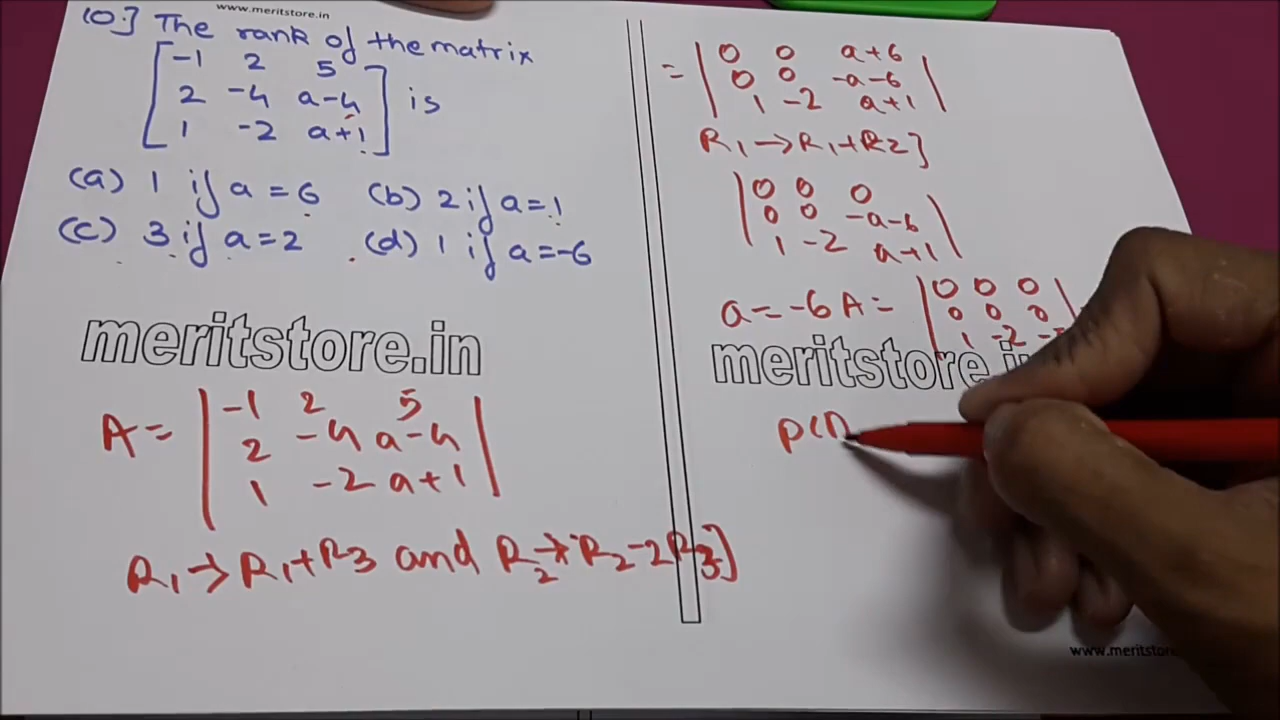 www.meritstore.in
10.] The rank of the matrix
-1 2 5
2 -4 a-4 is
1 -2 a+1
(a) 1 if a = 6 (b) 2 if a = 1
(c) 3 if a = 2 (d) 1 if a = -6
meritstore.in
A = -1 2 5
2 -4 a-4
1 -2 a+1
R1 → R1 + R3 and R2 → R2 - 2R3]
= 0 0 a+6
0 0 -a-6
1 -2 a+1
R1 → R1 + R2]
0 0 0
0 0 -a-6
1 -2 a+1
a = -6 A = 0 0 0
0 0 0
1 -2
meritstore.i
P(
www.meritstor